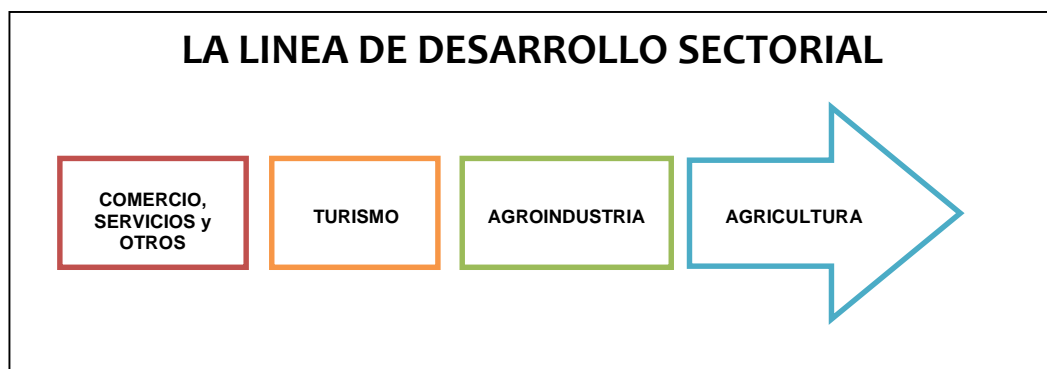 LA LINEA DE DESARROLLO SECTORIAL
COMERCIO,
SERVICIOS y
OTROS
TURISMO
AGROINDUSTRIA
AGRICULTURA